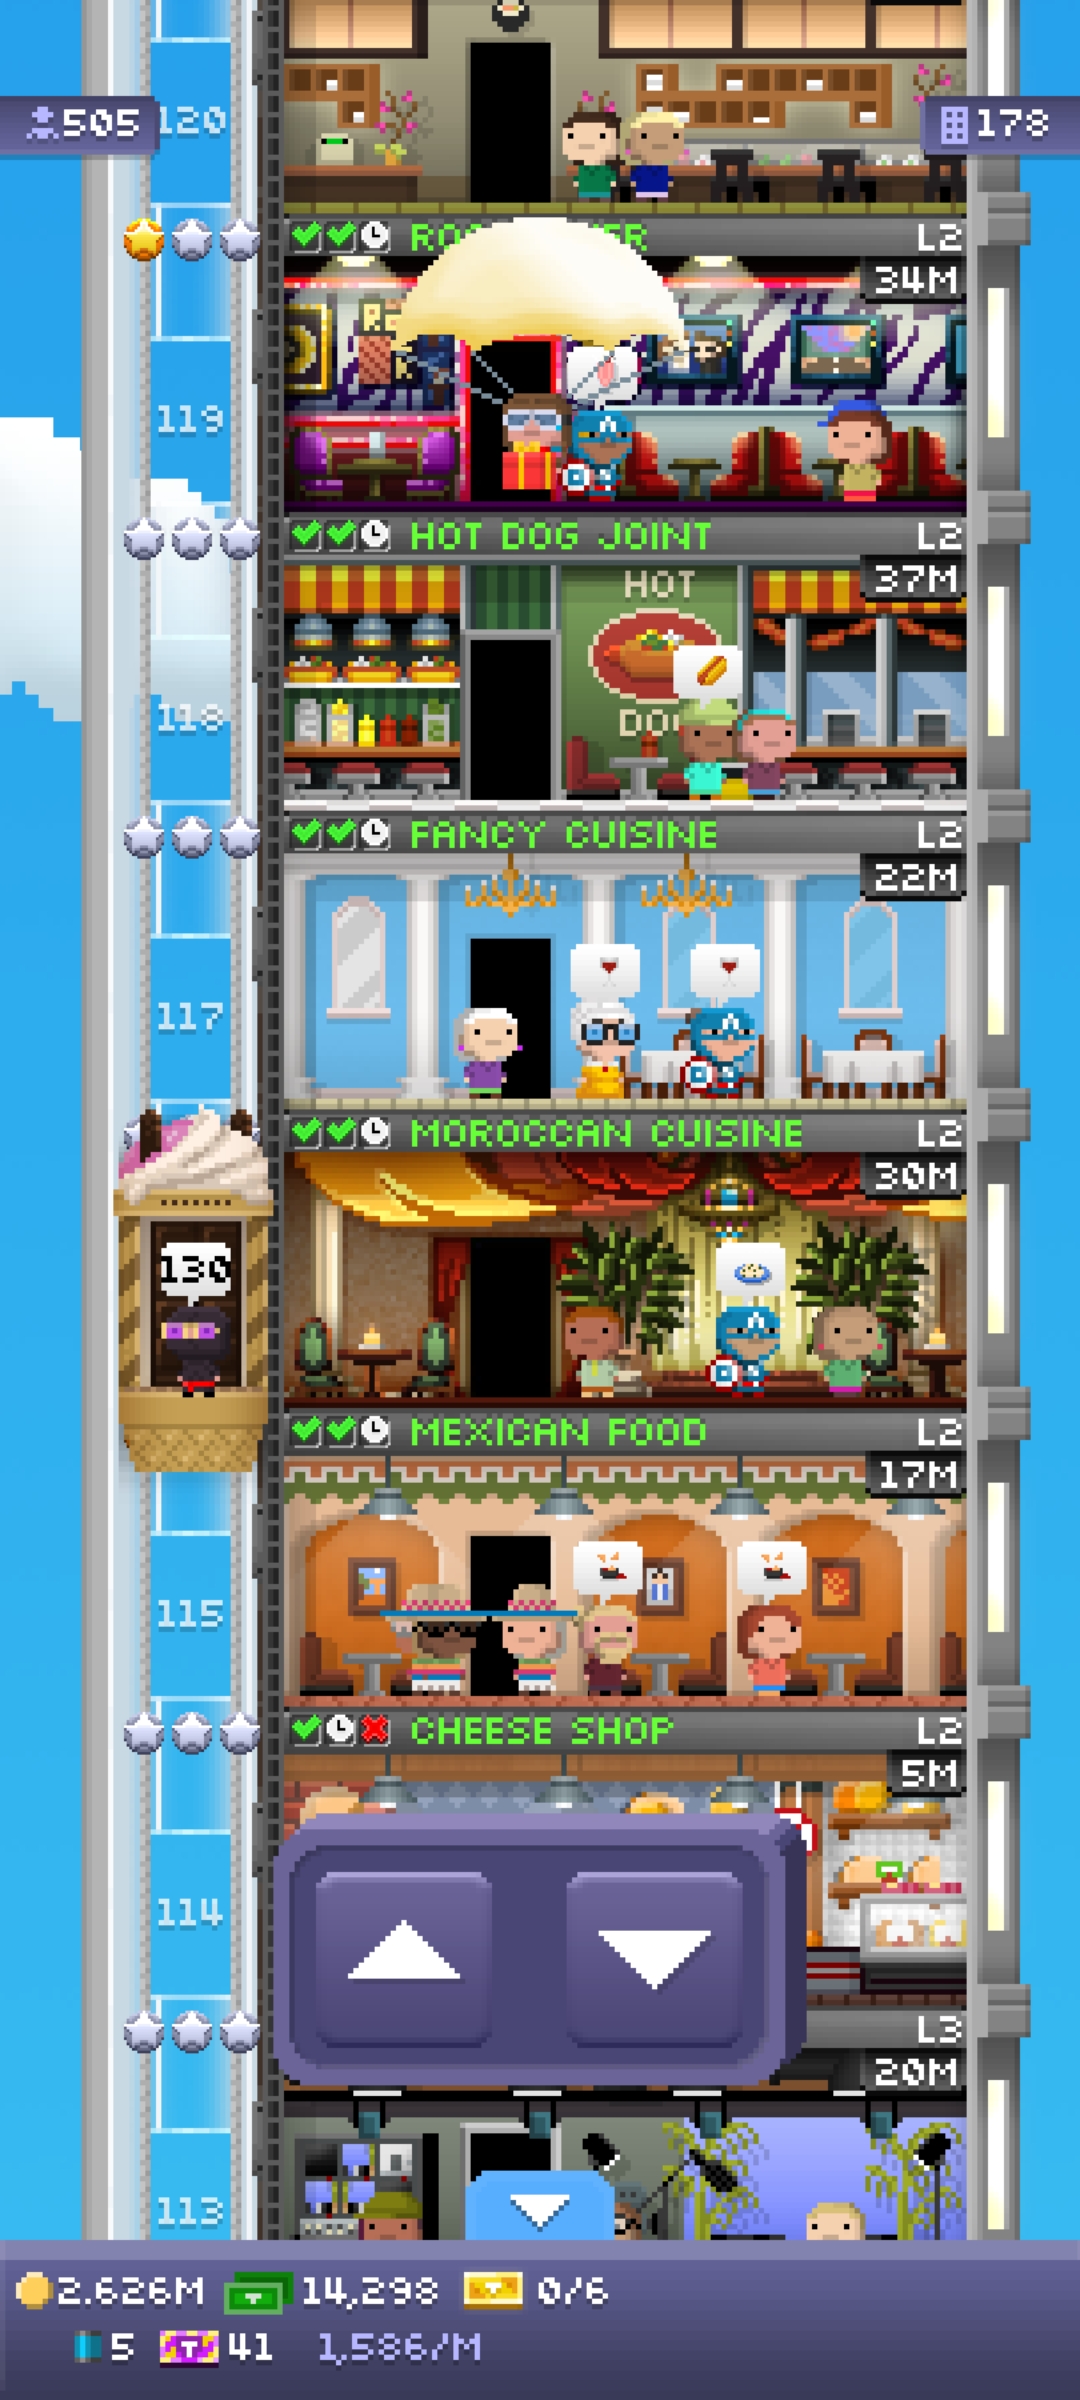 505
120
178
L2
34M
119
HOT DOG JOINT
L2
37M
HOT
118
FANCY CUISINE
L2
22M
117
MOROCCAN CUISINE
L2
30M
130
MEXICAN FOOD
L2
17M
115
CHEESE SHOP
L2
5M
114
L3
20M
113
2.626M
14,298
0/6
5
T
41
1,586/M